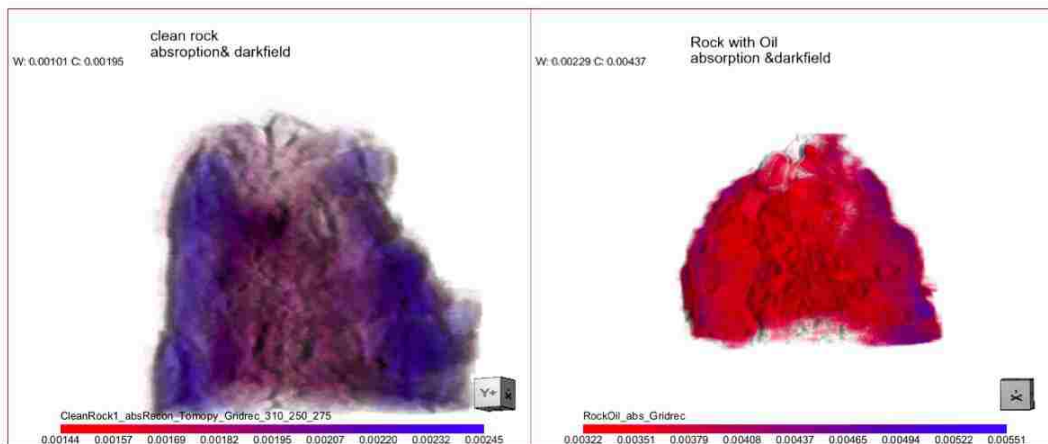 clean rock
absroption& darkfield
W: 0.00101 C: 0.00195
Y+
CleanRock1_absRecon_Tomopy_Gridrec_310_250_275
0.00144 0.00157 0.00169 0.00182 0.00195 0.00207 0.00220 0.00232 0.00245
Rock with Oil
absorption &darkfield
W: 0.00229 C: 0.00437
RockOil_abs_Gridrec
0.00322 0.00351 0.00379 0.00408 0.00437 0.00465 0.00494 0.00522 0.00551